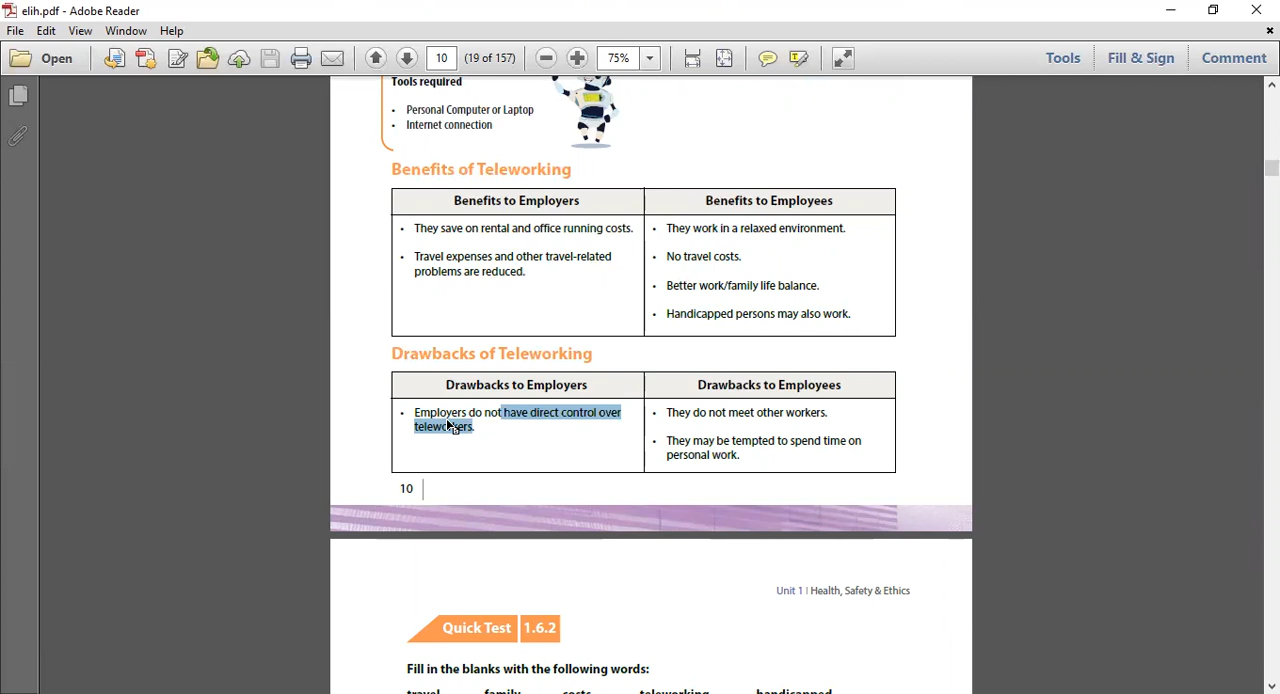 elih.pdf - Adobe Reader
File Edit View Window Help
Open 10 (19 of 157) 75% Tools Fill & Sign Comment
Tools required
• Personal Computer or Laptop
• Internet connection
Benefits of Teleworking
Benefits to Employers
• They save on rental and office running costs.
• Travel expenses and other travel-related
problems are reduced.
Benefits to Employees
• They work in a relaxed environment.
• No travel costs.
• Better work/family life balance.
• Handicapped persons may also work.
Drawbacks of Teleworking
Drawbacks to Employers
• Employers do not have direct control over
teleworkers.
Drawbacks to Employees
• They do not meet other workers.
• They may be tempted to spend time on
personal work.
10
Unit 1 | Health, Safety & Ethics
Quick Test 1.6.2
Fill in the blanks with the following words:
travel family costs teleworking handicapped